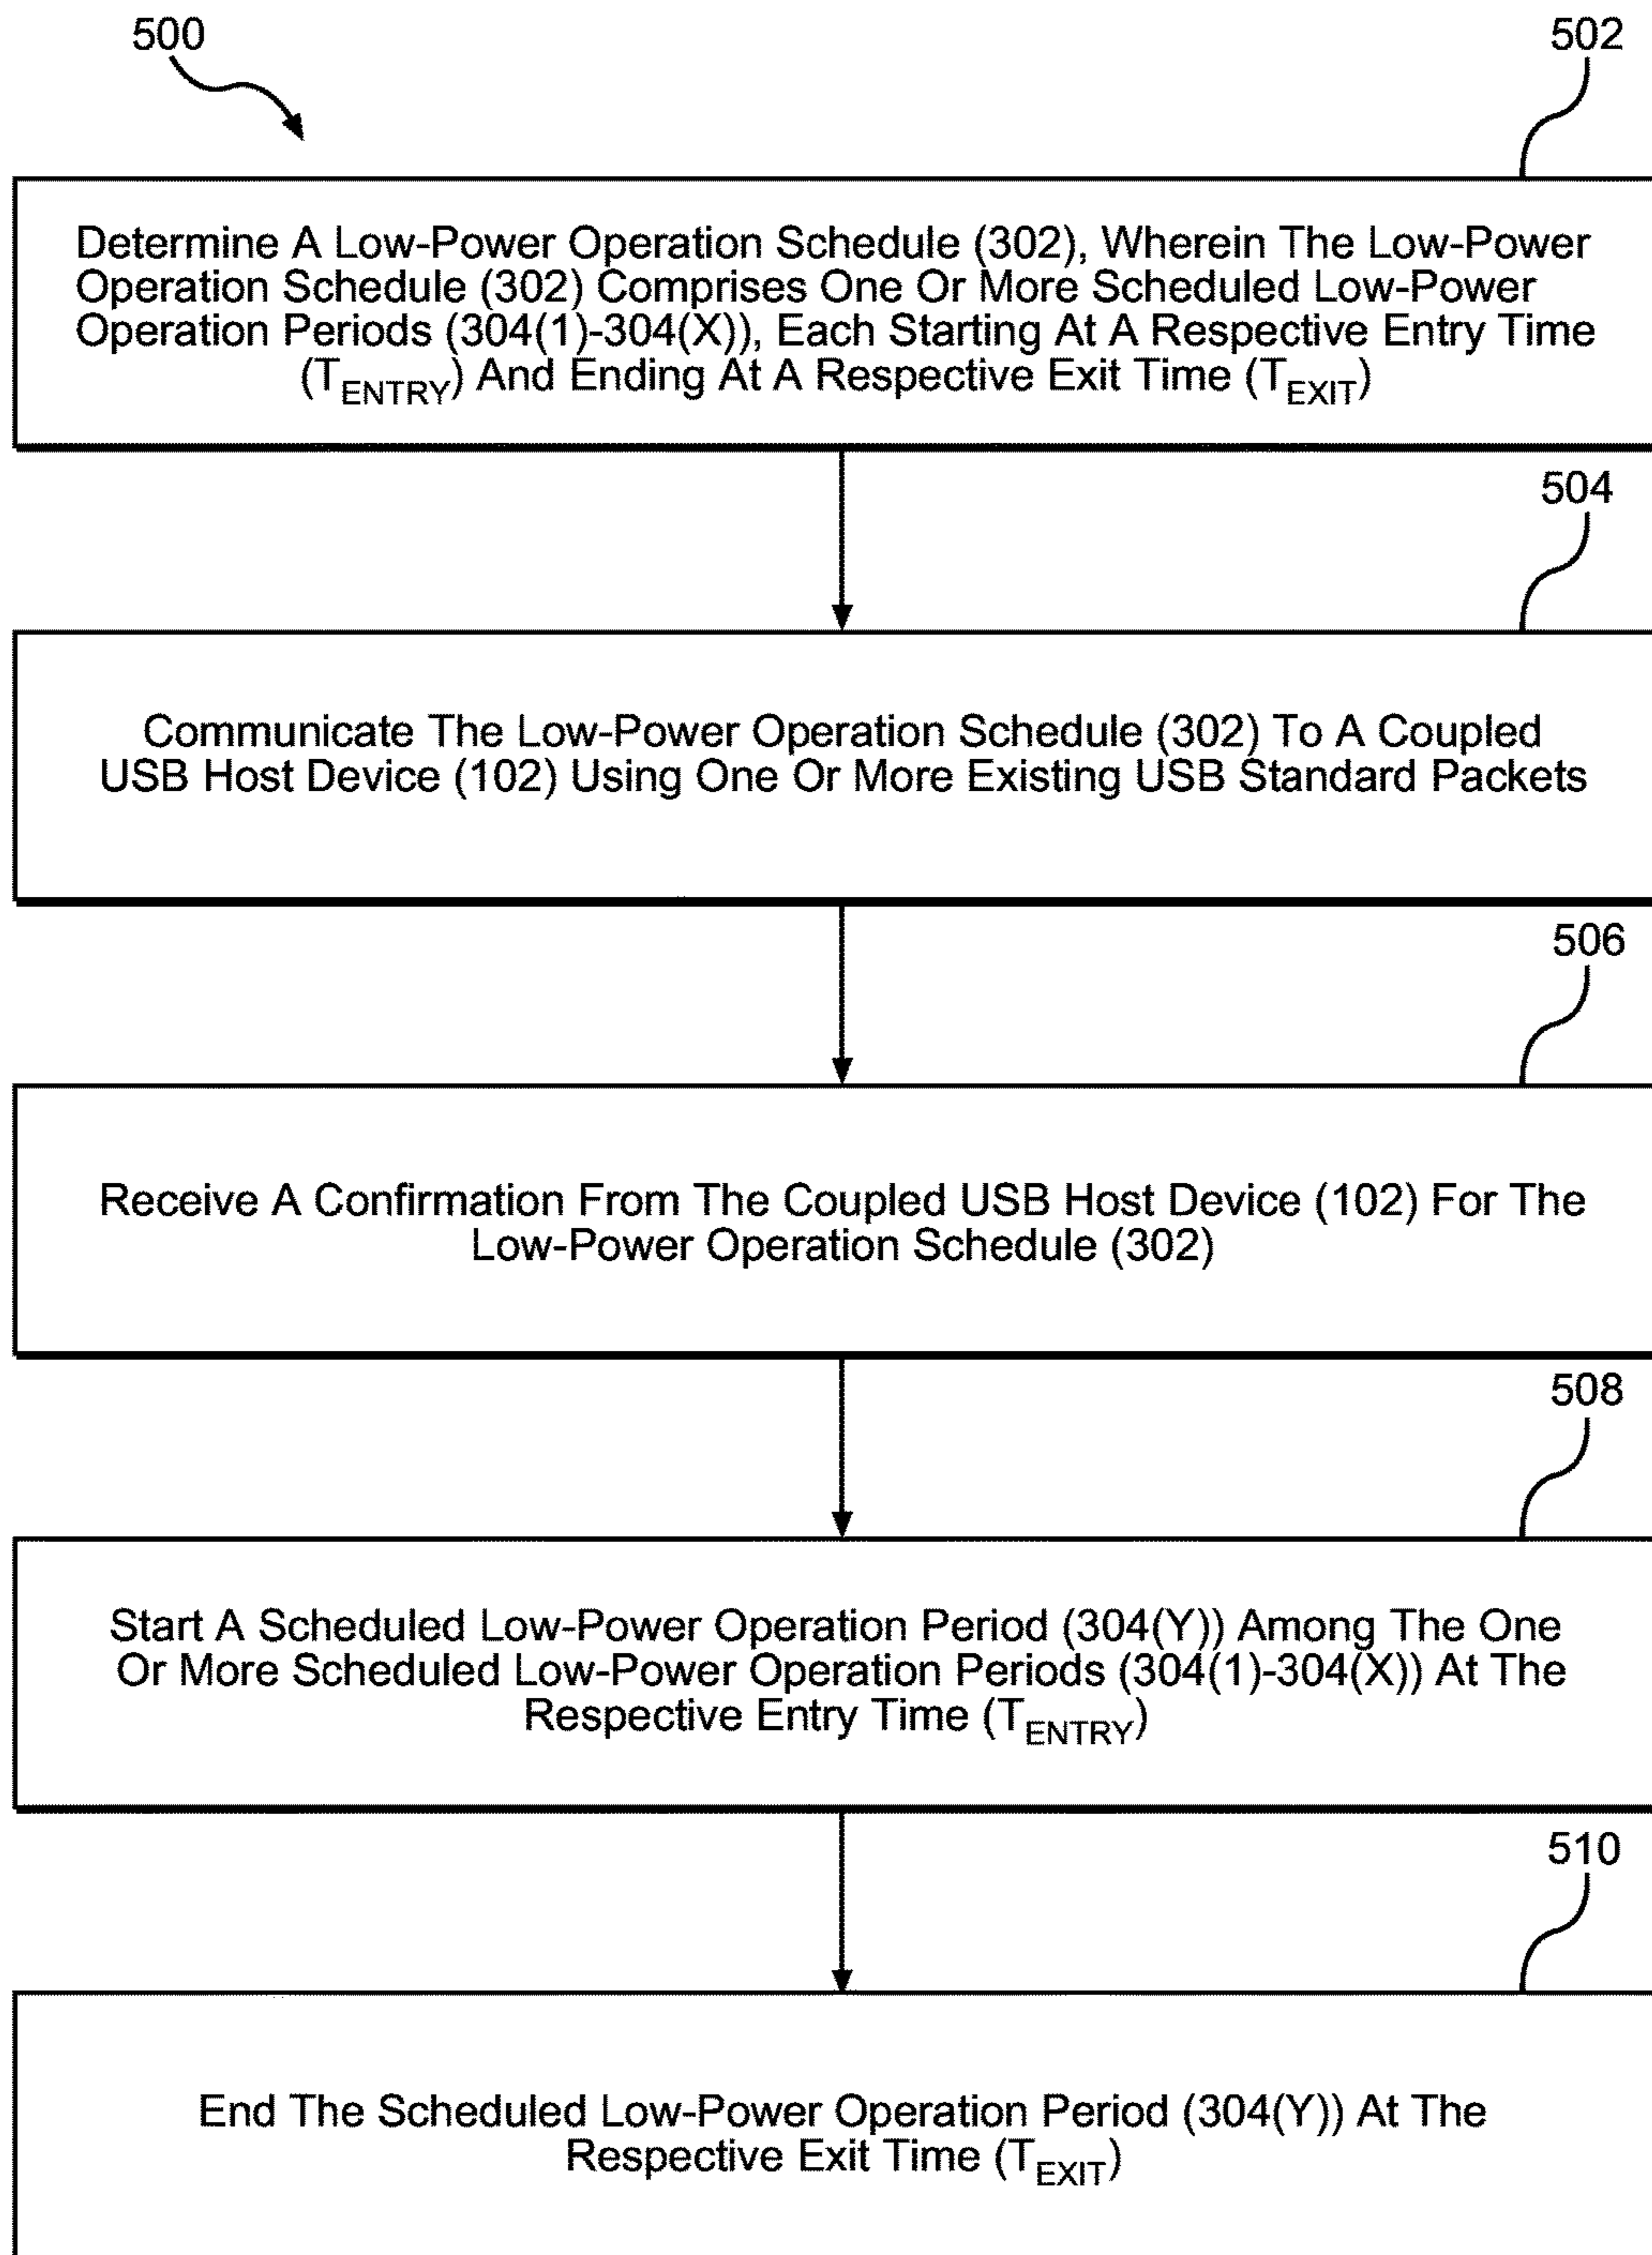 500
502
Determine A Low-Power Operation Schedule (302), Wherein The Low-Power
Operation Schedule (302) Comprises One Or More Scheduled Low-Power
Operation Periods (304(1)-304(X)), Each Starting At A Respective Entry Time
(TENTRY) And Ending At A Respective Exit Time (TEXIT)
504
Communicate The Low-Power Operation Schedule (302) To A Coupled
USB Host Device (102) Using One Or More Existing USB Standard Packets
506
Receive A Confirmation From The Coupled USB Host Device (102) For The
Low-Power Operation Schedule (302)
508
Start A Scheduled Low-Power Operation Period (304(Y)) Among The One
Or More Scheduled Low-Power Operation Periods (304(1)-304(X)) At The
Respective Entry Time (TENTRY)
510
End The Scheduled Low-Power Operation Period (304(Y)) At The
Respective Exit Time (TEXIT)